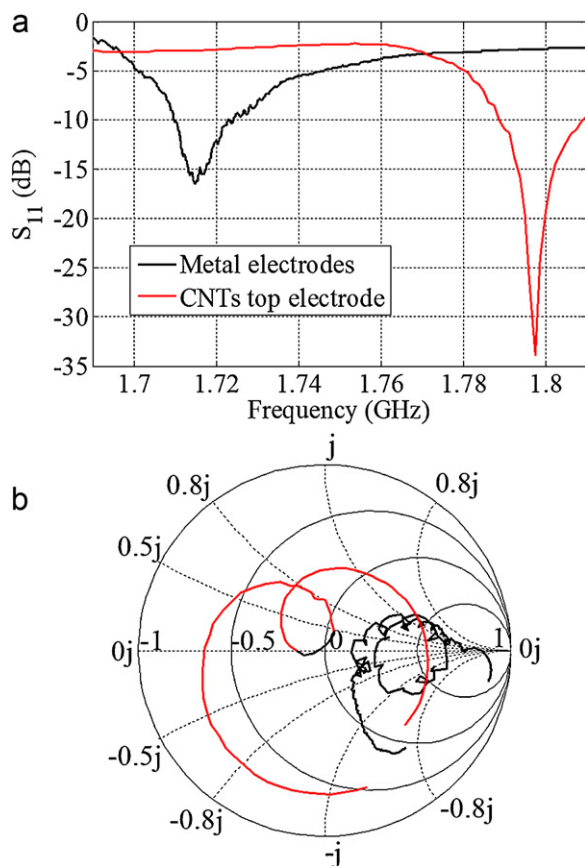 a
0
-5
-10
-15
-20
-25
-30
-35
S11 (dB)
Metal electrodes
CNTs top electrode
1.7 1.72 1.74 1.76 1.78 1.8
Frequency (GHz)
b
j
0.8j 0.8j
0.5j
0j -1 -0.5 0 1 0j
-0.5j
-0.8j -0.8j
-j